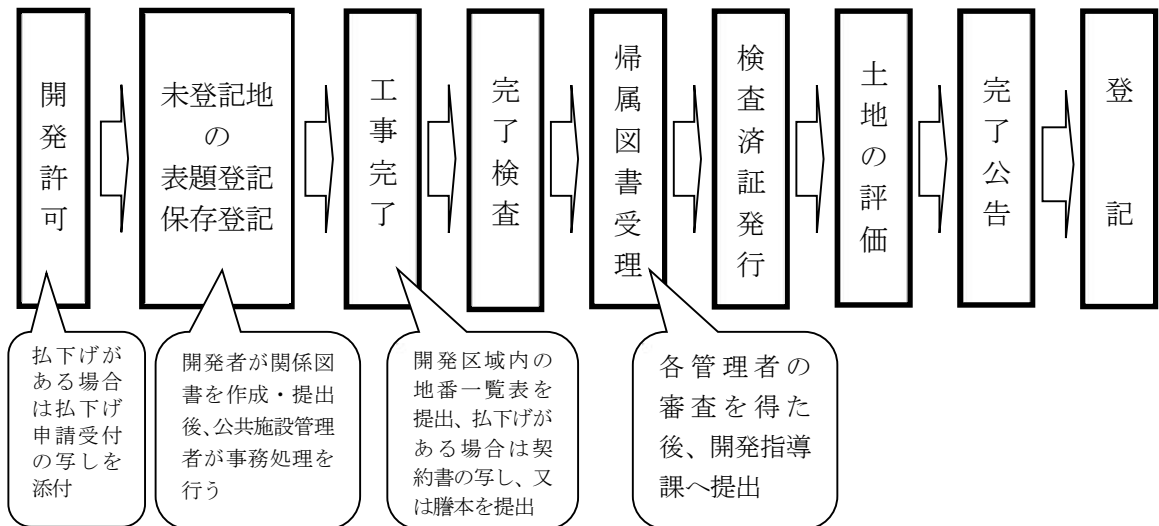 開発許可
未登記地
の
表題登記
保存登記
工事完了
完了検査
帰属図書受理
検査済証発行
土地の評価
完了公告
登記
払下げが
ある場合
は払下げ
申請受付
の写しを
添付
開発者が関係図
書を作成・提出
後、公共施設管理
者が事務処理を
行う
開発区域内の
地番一覧表を
提出、払下げが
ある場合は契
約書の写し、又
は謄本を提出
各管理者の
審査を得た
後、開発指導
課へ提出